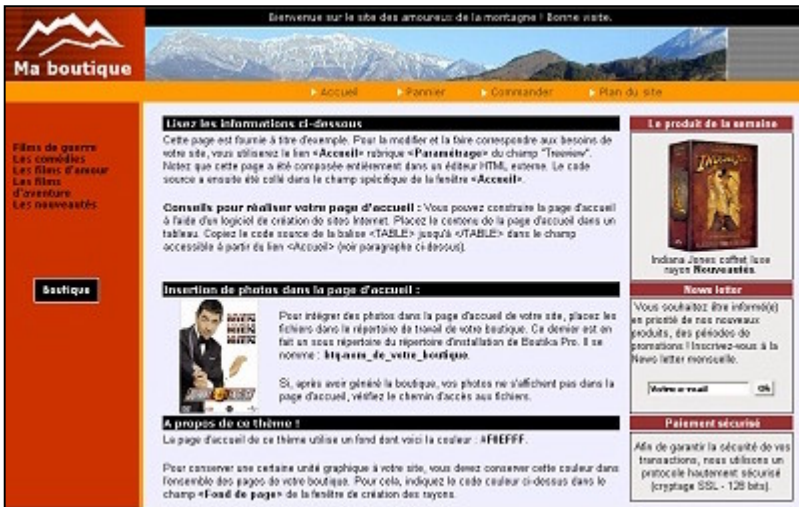 Bienvenue sur le site des amoureux de la montagne ! Bonne visite.
Ma boutique
Accueil
Pannier
Commander
Plan du site
Films de guerre
Les comédies
Les films d'amour
Les films
d'aventure
Les nouveautés
Boutique
Lisez les informations ci-dessous
Cette page est fournie à titre d'exemple. Pour la modifier et la faire correspondre aux besoins de
votre site, vous utiliserez le lien «Accueil» rubrique «Paramétrage» du champ "Treeview".
Notez que cette page a été composée entièrement dans un éditeur HTML externe. Le code
source a ensuite été collé dans le champ spécifique de la fenêtre «Accueil».
Conseils pour réaliser votre page d'accueil : Vous pouvez construire la page d'accueil
à l'aide d'un logiciel de création de sites Internet. Placez le contenu de la page d'accueil dans un
tableau. Copiez le code source de la balise <TABLE> jusqu'à </TABLE> dans le champ
accessible à partir du lien <Accueil> (voir paragraphe ci-dessus).
Insertion de photos dans la page d'accueil :
Pour intégrer des photos dans la page d'accueil de votre site, placez les
fichiers dans le répertoire de travail de votre boutique. Ce dernier est en
fait un sous répertoire du répertoire d'installation de Boutika Pro. Il se
nomme : btq-nom_de_votre_boutique.
Si, après avoir généré la boutique, vos photos ne s'affichent pas dans la
page d'accueil, vérifiez le chemin d'accès aux fichiers.
A propos de ce thème !
La page d'accueil de ce thème utilise un fond dont voici la couleur : #F0EFFF.
Pour conserver une certaine unité graphique à votre site, vous devez conserver cette couleur dans
l'ensemble des pages de votre boutique. Pour cela, indiquez le code couleur ci-dessus dans le
champ «Fond de page» de la fenêtre de création des rayons.
Le produit de la semaine
INDIANA JONES
Indiana Jones coffret luxe
rayon Nouveautés.
News letter
Vous souhaitez être informé(e)
en priorité de nos nouveaux
produits, des périodes de
promotions ! Inscrivez-vous à la
News letter mensuelle.
Votre e-mail
Ok
Paiement sécurisé
Afin de garantir la sécurité de vos
transactions, nous utilisons un
protocole hautement sécurisé
(cryptage SSL - 128 bits).